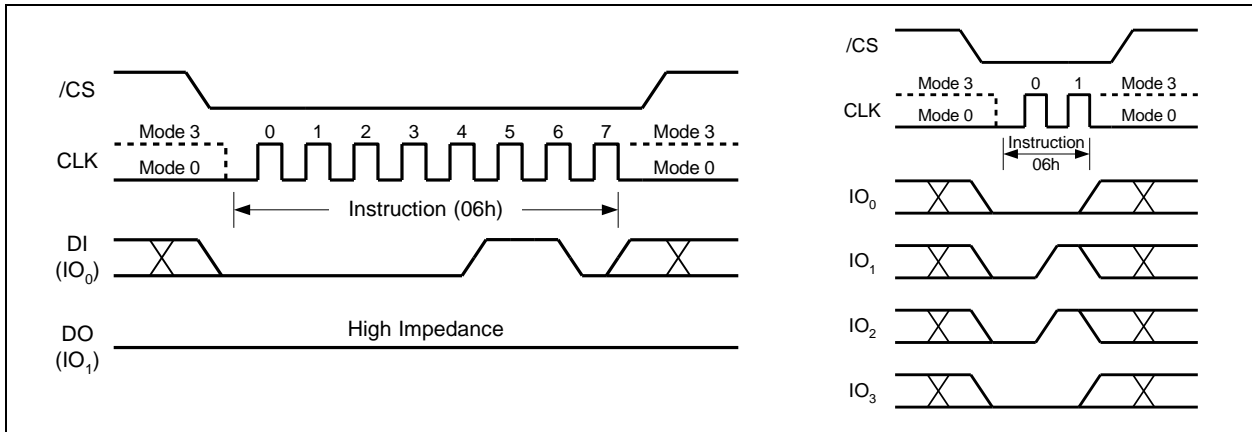 /CS
Mode 3 0 1 2 3 4 5 6 7 Mode 3
CLK
Mode 0 Mode 0
Instruction (06h)
DI
(IO0)
High Impedance
DO
(IO1)
/CS
Mode 3 0 1 Mode 3
CLK
Mode 0 Mode 0
Instruction
06h
IO0
IO1
IO2
IO3